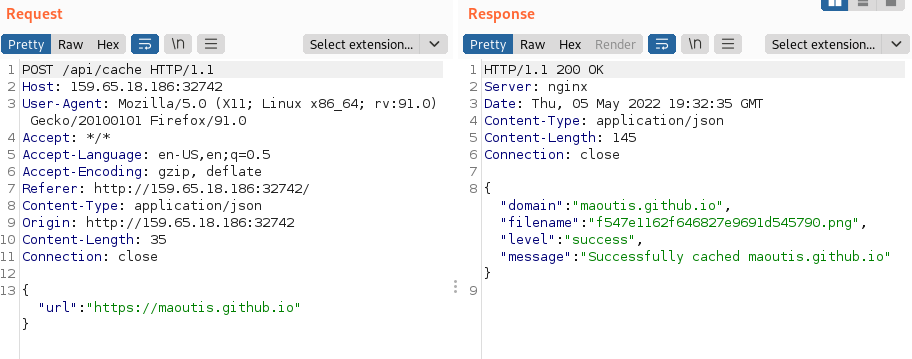 Request
Pretty Raw Hex \n Select extension...
1 POST /api/cache HTTP/1.1
2 Host: 159.65.18.186:32742
3 User-Agent: Mozilla/5.0 (X11; Linux x86_64; rv:91.0)
Gecko/20100101 Firefox/91.0
4 Accept: */*
5 Accept-Language: en-US,en;q=0.5
6 Accept-Encoding: gzip, deflate
7 Referer: http://159.65.18.186:32742/
8 Content-Type: application/json
9 Origin: http://159.65.18.186:32742
10 Content-Length: 35
11 Connection: close
12
13 {
"url":"https://maoutis.github.io"
}
Response
Pretty Raw Hex Render \n Select extension...
1 HTTP/1.1 200 OK
2 Server: nginx
3 Date: Thu, 05 May 2022 19:32:35 GMT
4 Content-Type: application/json
5 Content-Length: 145
6 Connection: close
7
8 {
"domain":"maoutis.github.io",
"filename":"f547e1162f646827e9691d545790.png",
"level":"success",
"message":"Successfully cached maoutis.github.io"
}
9